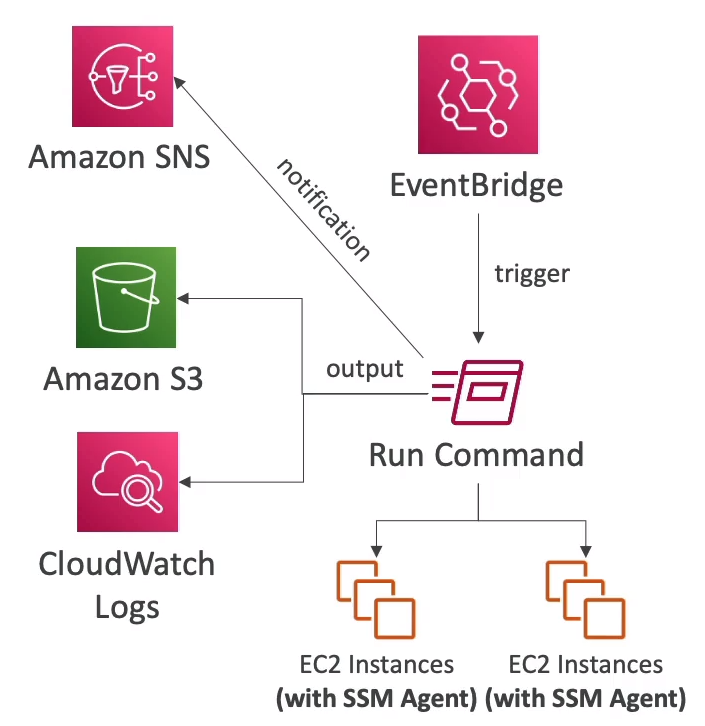 Amazon SNS
EventBridge
notification
trigger
Amazon S3
output
Run Command
CloudWatch
Logs
EC2 Instances
(with SSM Agent)
EC2 Instances
(with SSM Agent)